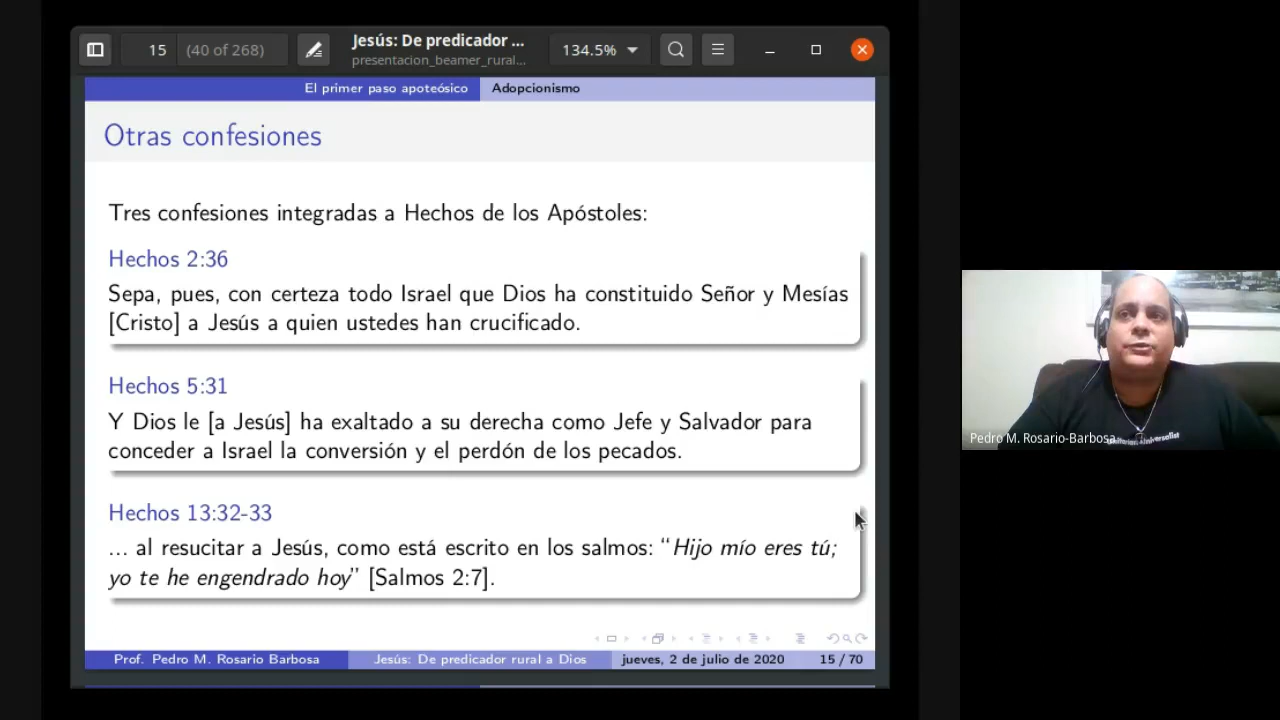 15
(40 of 268)
Jesús: De predicador ...
presentacion_beamer_rural...
134.5%
El primer paso apoteósico
Adopcionismo
Otras confesiones
Tres confesiones integradas a Hechos de los Apóstoles:
Hechos 2:36
Sepa, pues, con certeza todo Israel que Dios ha constituido Señor y Mesías
[Cristo] a Jesús a quien ustedes han crucificado.
Hechos 5:31
Y Dios le [a Jesús] ha exaltado a su derecha como Jefe y Salvador para
conceder a Israel la conversión y el perdón de los pecados.
Hechos 13:32-33
... al resucitar a Jesús, como está escrito en los salmos: “Hijo mío eres tú;
yo te he engendrado hoy” [Salmos 2:7].
Prof. Pedro M. Rosario Barbosa
Jesús: De predicador rural a Dios
jueves, 2 de julio de 2020
15 / 70
Pedro M. Rosario-Barbosa